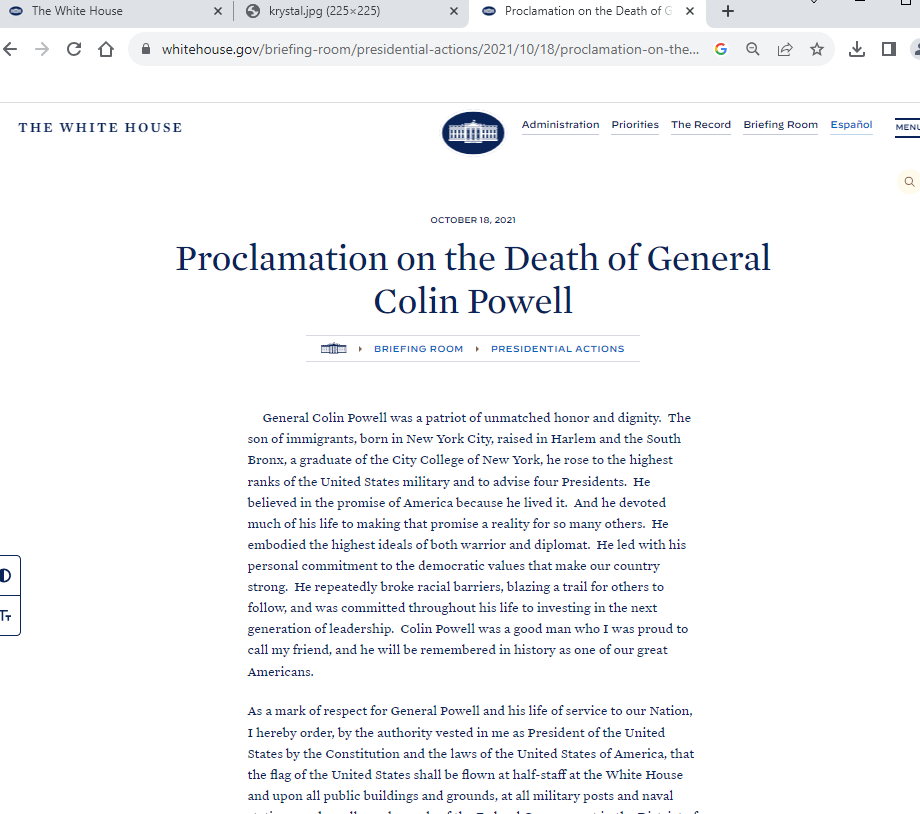 The White House
krystal.jpg (225×225)
Proclamation on the Death of G
whitehouse.gov/briefing-room/presidential-actions/2021/10/18/proclamation-on-the...
THE WHITE HOUSE
Administration Priorities The Record Briefing Room Español MENU
OCTOBER 18, 2021
Proclamation on the Death of General
Colin Powell
BRIEFING ROOM PRESIDENTIAL ACTIONS
General Colin Powell was a patriot of unmatched honor and dignity. The
son of immigrants, born in New York City, raised in Harlem and the South
Bronx, a graduate of the City College of New York, he rose to the highest
ranks of the United States military and to advise four Presidents. He
believed in the promise of America because he lived it. And he devoted
much of his life to making that promise a reality for so many others. He
embodied the highest ideals of both warrior and diplomat. He led with his
personal commitment to the democratic values that make our country
strong. He repeatedly broke racial barriers, blazing a trail for others to
follow, and was committed throughout his life to investing in the next
generation of leadership. Colin Powell was a good man who I was proud to
call my friend, and he will be remembered in history as one of our great
Americans.
Tт
As a mark of respect for General Powell and his life of service to our Nation,
I hereby order, by the authority vested in me as President of the United
States by the Constitution and the laws of the United States of America, that
the flag of the United States shall be flown at half-staff at the White House
and upon all public buildings and grounds, at all military posts and naval